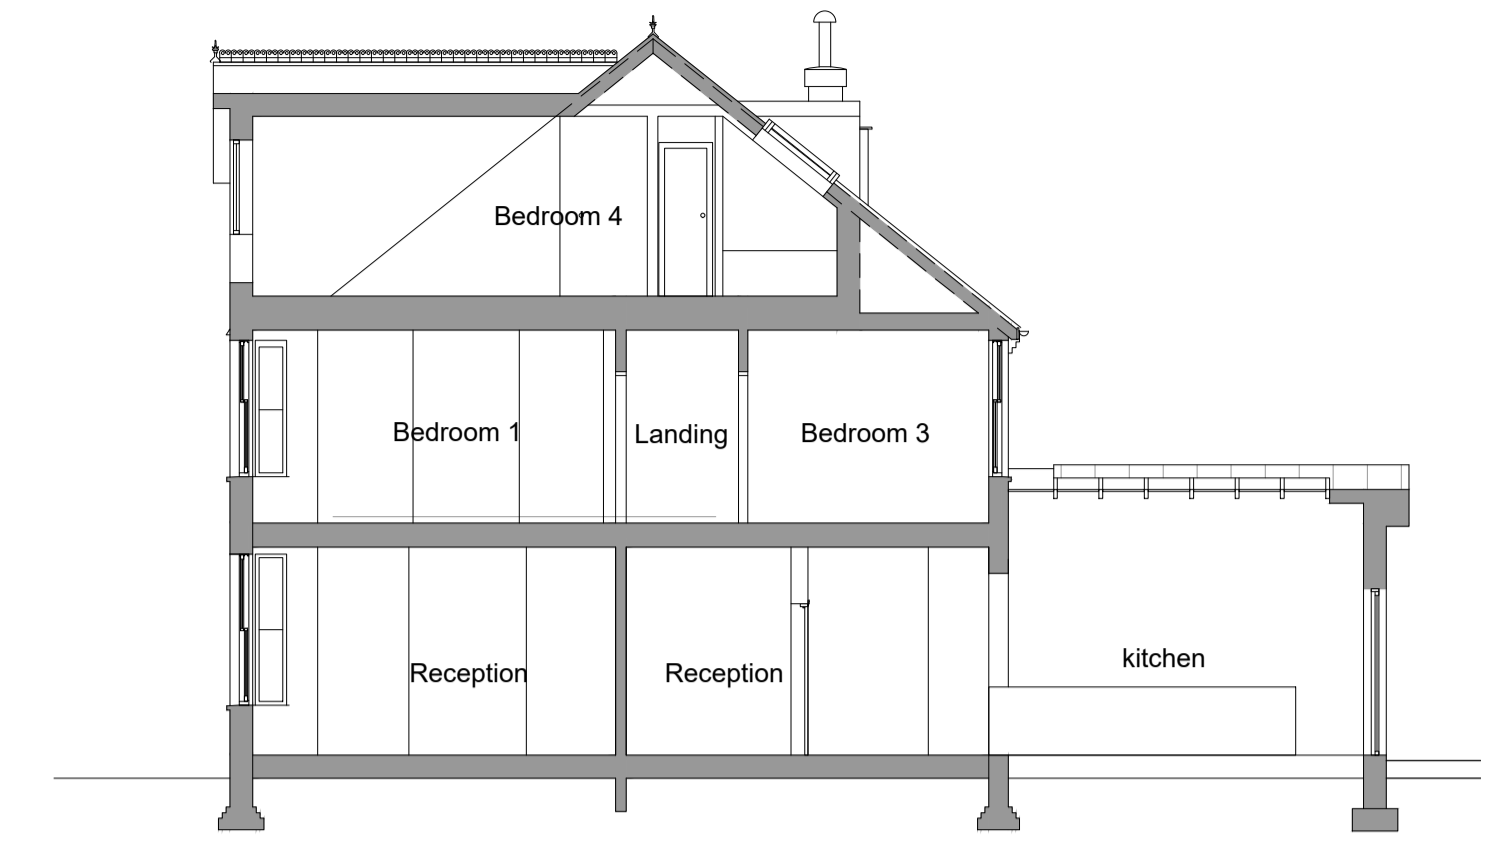 Bedroom 4
Bedroom 1
Landing
Bedroom 3
Reception
Reception
kitchen